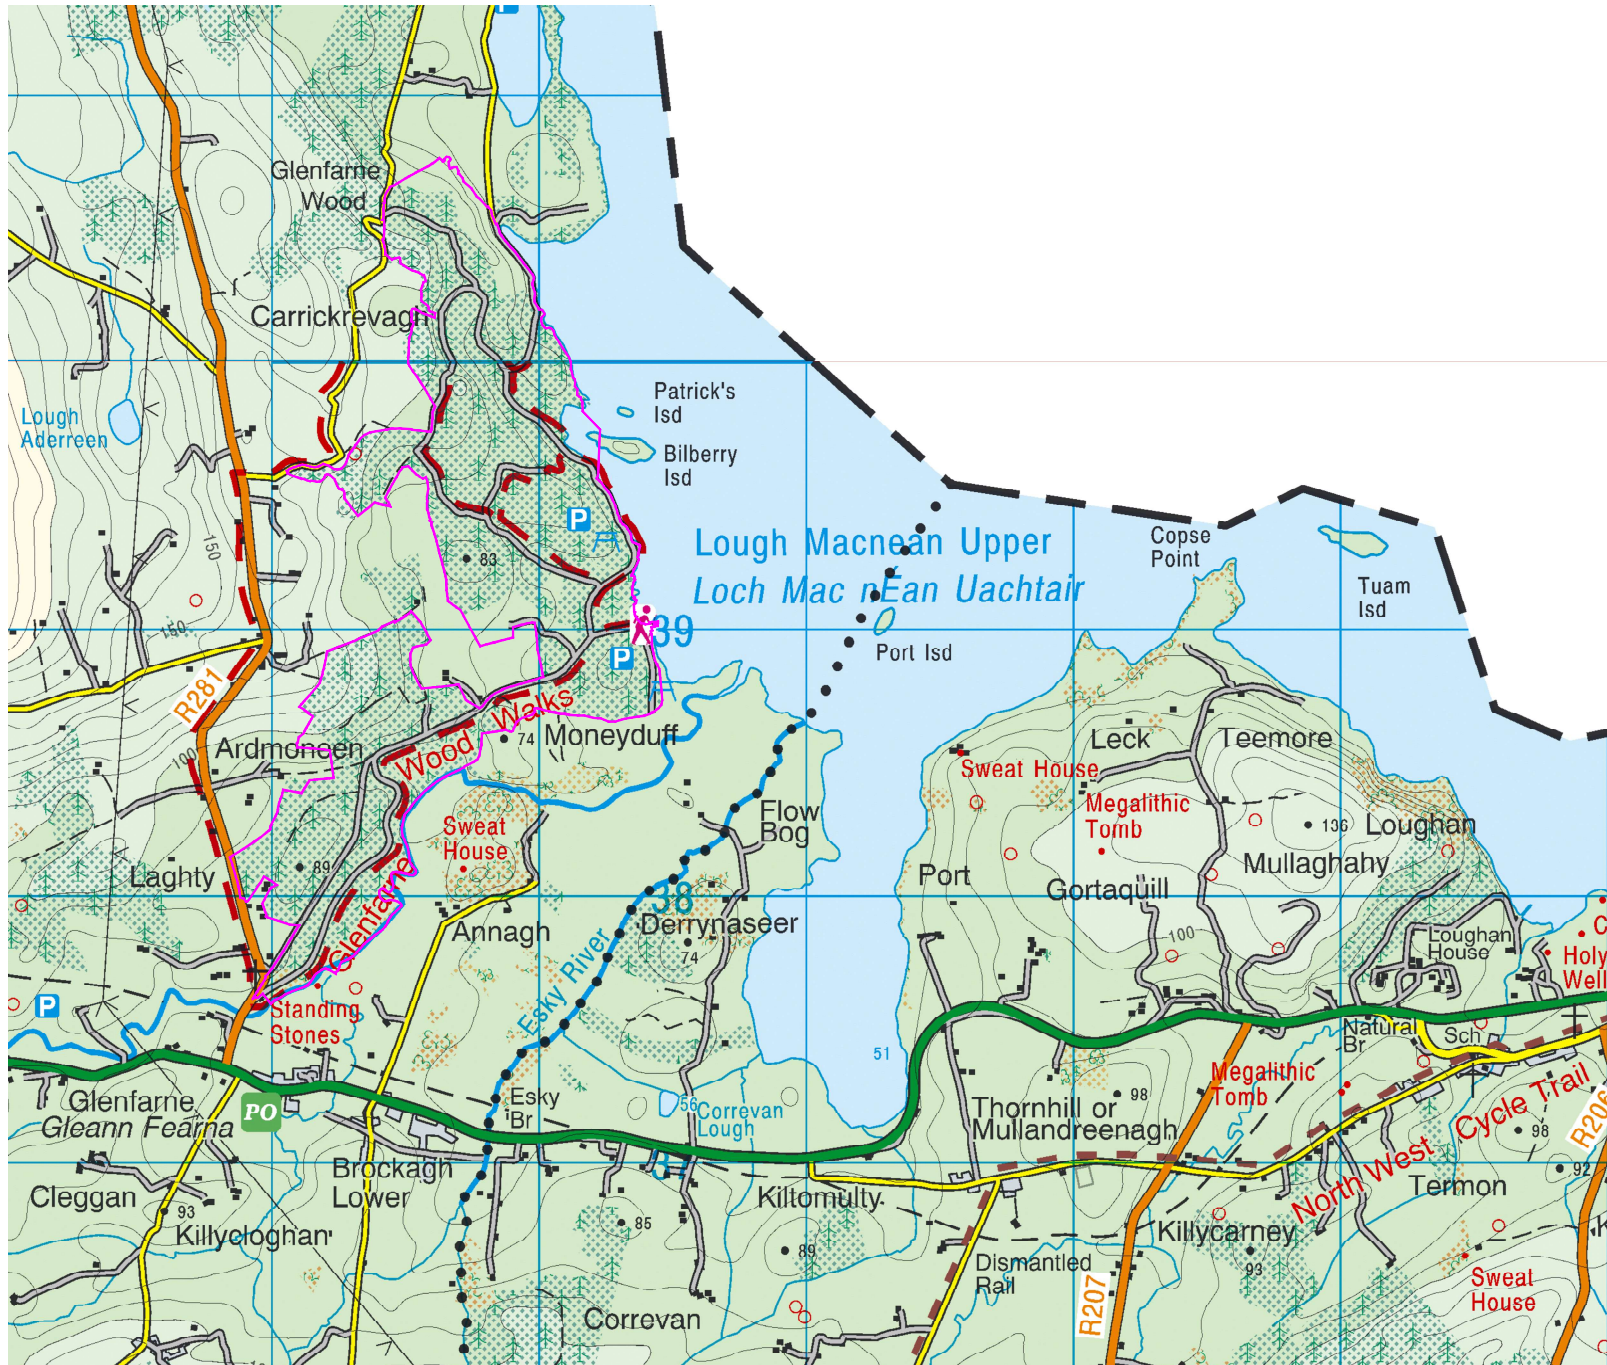 P
Glenfarne
Wood
Carrickrevagh
Lough
Aderreen
Patrick's
Isd
Bilberry
Isd
P
150
83
Lough Macnean Upper
Loch Mac nÉan Uachtair
Copse
Point
Tuam
Isd
150
39
Port Isd
P
R281
100
Ardmoneen
Glenfarne Wood Walks
74
Moneyduff
Leck
Teemore
Sweat House
Megalithic
Tomb
Flow
Bog
Sweat
House
136
Loughan
Mullaghahy
89
Laghty
Port
Gortaquill
38
Derrynaseer
74
Annagh
100
Loughan
House
C
Holy
Well
Esky River
P
Standing
Stones
51
Natural
Br
Sch
Glenfarne
Gleann Fearna
PO
Esky
Br
56
Correvan
Lough
98
Megalithic
Tomb
Thornhill or
Mullandreenagh
North West Cycle Trail
98
R206
92
Brockagh
Lower
Cleggan
93
Killycloghan
Kiltomulty
Termon
85
89
Killycarney
93
Dismantled
Rail
R207
Sweat
House
Correvan